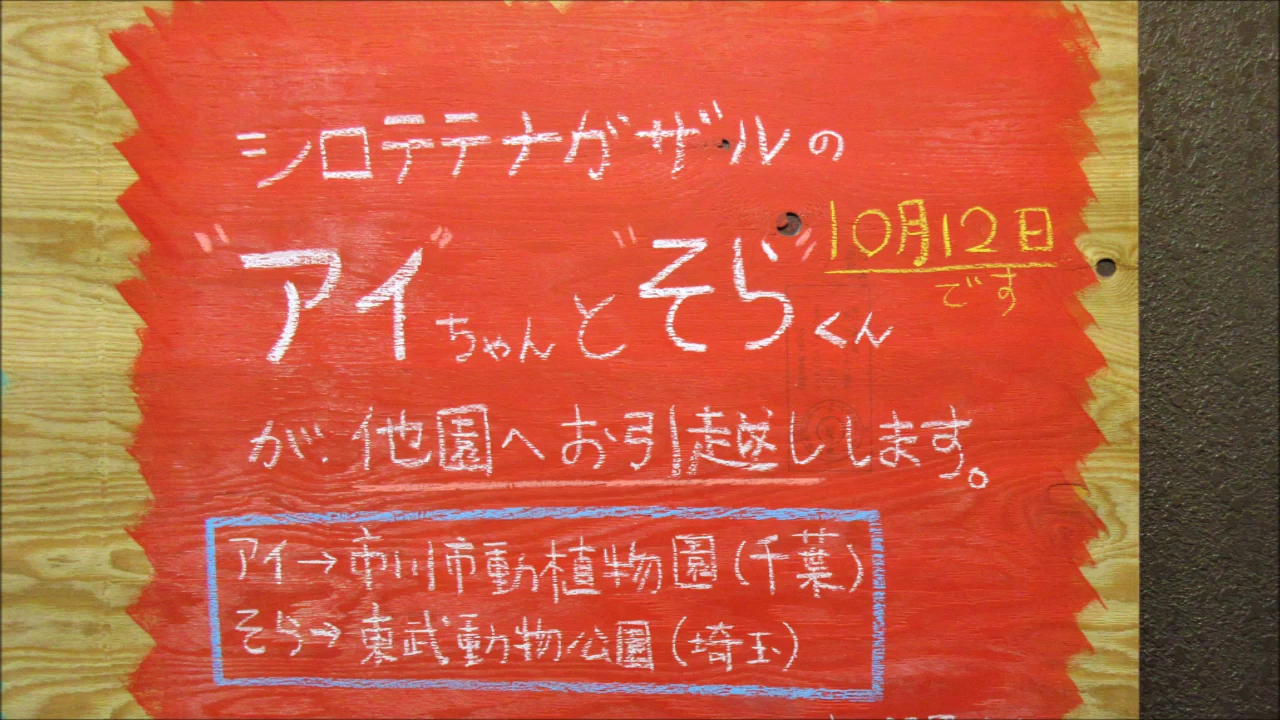 シロテテナガザルの
"アイ"ちゃんと"そら"くん
10月12日
です
が他園へお引越しします。
アイ→市川市動植物園(千葉)
そら→東武動物公園(埼玉)